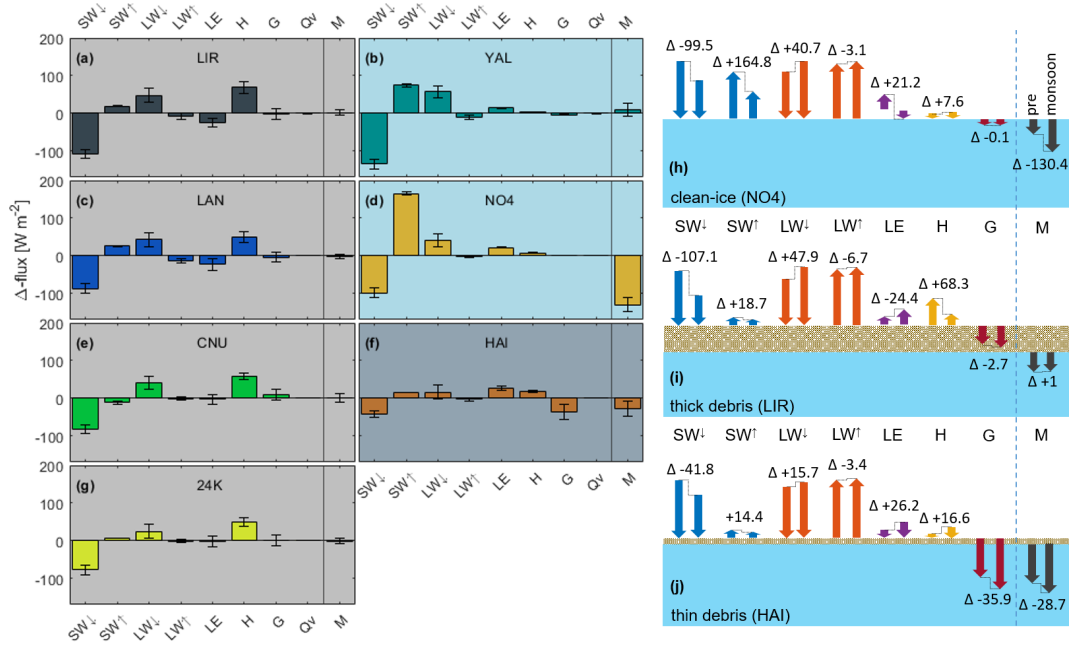 SW↓ SW↑ LW↓ LW↑ LE H G Qv M
SW↓ SW↑ LW↓ LW↑ LE H G Qv M
Δ-flux [W m⁻²]
200
100
0
-100
(a) LIR
(b) YAL
200
100
0
-100
(c) LAN
(d) NO4
200
100
0
-100
(e) CNU
(f) HAI
200
100
0
-100
(g) 24K
SW↓ SW↑ LW↓ LW↑ LE H G Qv M
SW↓ SW↑ LW↓ LW↑ LE H G Qv M
Δ -99.5
Δ +164.8
Δ +40.7
Δ -3.1
Δ +21.2
Δ +7.6
Δ -0.1
pre
monsoon
Δ -130.4
(h)
clean-ice (NO4)
SW↓ SW↑ LW↓ LW↑ LE H G M
Δ -107.1
Δ +18.7
Δ +47.9
Δ -6.7
Δ -24.4
Δ +68.3
Δ -2.7
Δ +1
(i)
thick debris (LIR)
SW↓ SW↑ LW↓ LW↑ LE H G M
Δ -41.8
+14.4
Δ +15.7
Δ -3.4
Δ +26.2
Δ +16.6
Δ -35.9
Δ -28.7
(j)
thin debris (HAI)